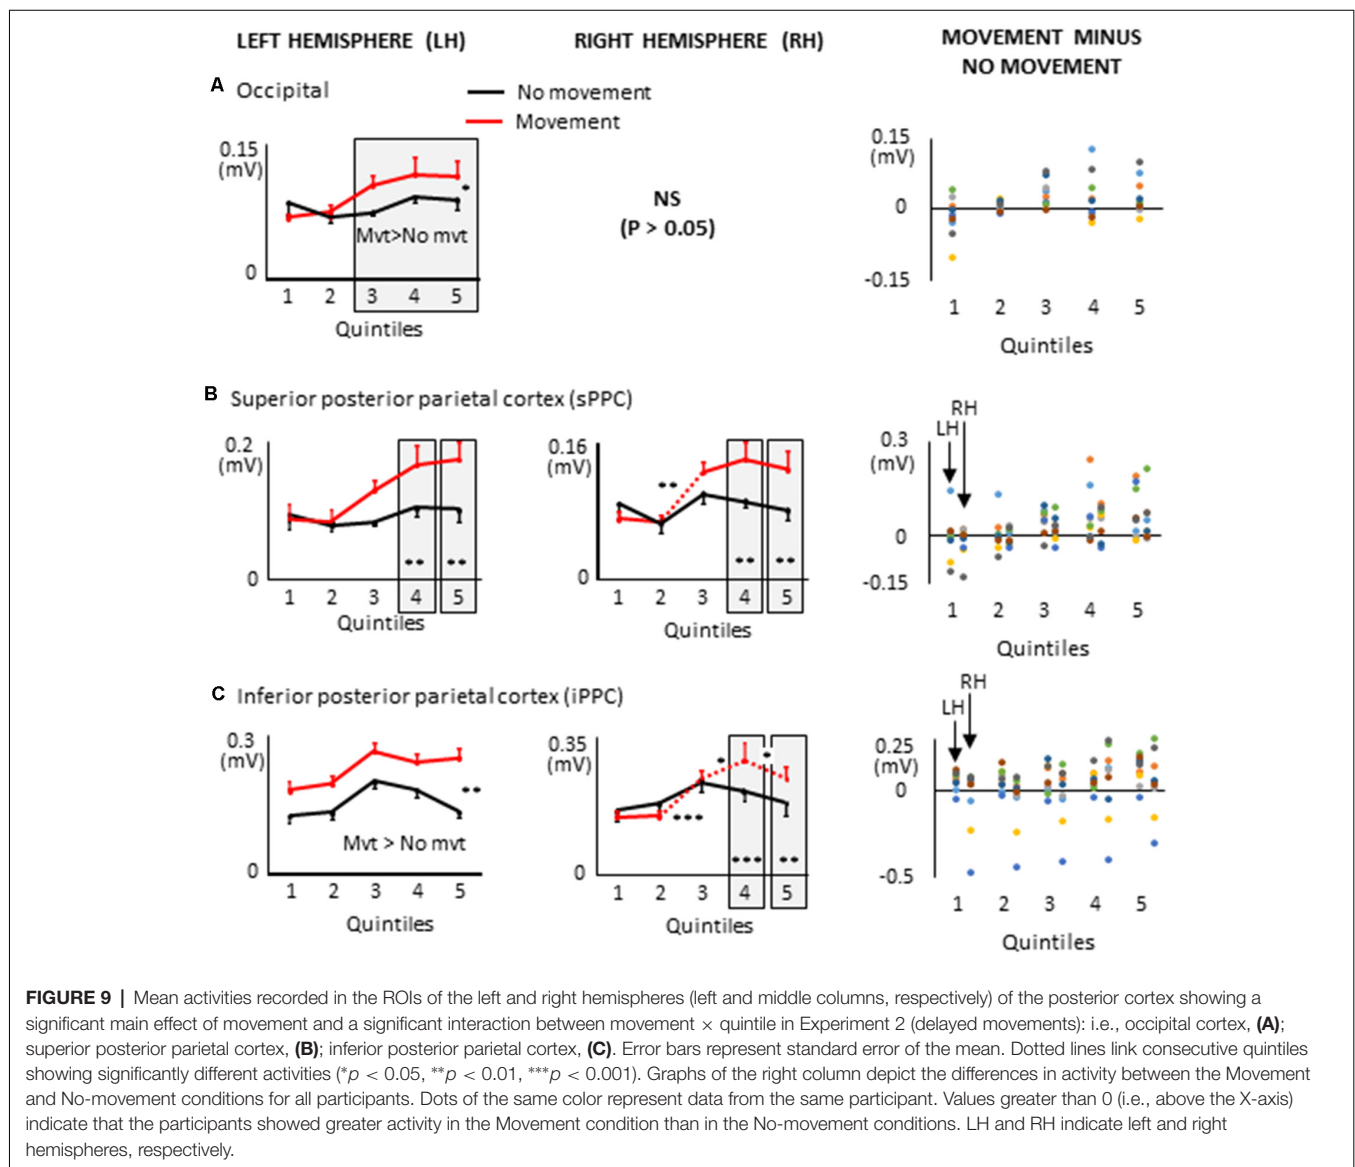 LEFT HEMISPHERE (LH)
RIGHT HEMISPHERE (RH)
MOVEMENT MINUS
NO MOVEMENT
A Occipital
No movement
Movement
0.15
(mV)
0
Mvt>No mvt
*
1 2 3 4 5
Quintiles
NS
(P > 0.05)
0.15
(mV)
0
-0.15
1 2 3 4 5
Quintiles
B Superior posterior parietal cortex (sPPC)
0.2
(mV)
0
**
**
1 2 3 4 5
Quintiles
0.16
(mV)
0
**
**
**
1 2 3 4 5
Quintiles
RH
LH
0.3
(mV)
0
-0.15
1 2 3 4 5
Quintiles
C Inferior posterior parietal cortex (iPPC)
0.3
(mV)
0
**
Mvt > No mvt
1 2 3 4 5
Quintiles
0.35
(mV)
0
*
*
***
***
**
1 2 3 4 5
Quintiles
RH
LH
0.25
(mV)
0
-0.5
1 2 3 4 5
Quintiles
FIGURE 9 | Mean activities recorded in the ROIs of the left and right hemispheres (left and middle columns, respectively) of the posterior cortex showing a
significant main effect of movement and a significant interaction between movement × quintile in Experiment 2 (delayed movements): i.e., occipital cortex, (A);
superior posterior parietal cortex, (B); inferior posterior parietal cortex, (C). Error bars represent standard error of the mean. Dotted lines link consecutive quintiles
showing significantly different activities (*p < 0.05, **p < 0.01, ***p < 0.001). Graphs of the right column depict the differences in activity between the Movement
and No-movement conditions for all participants. Dots of the same color represent data from the same participant. Values greater than 0 (i.e., above the X-axis)
indicate that the participants showed greater activity in the Movement condition than in the No-movement conditions. LH and RH indicate left and right
hemispheres, respectively.